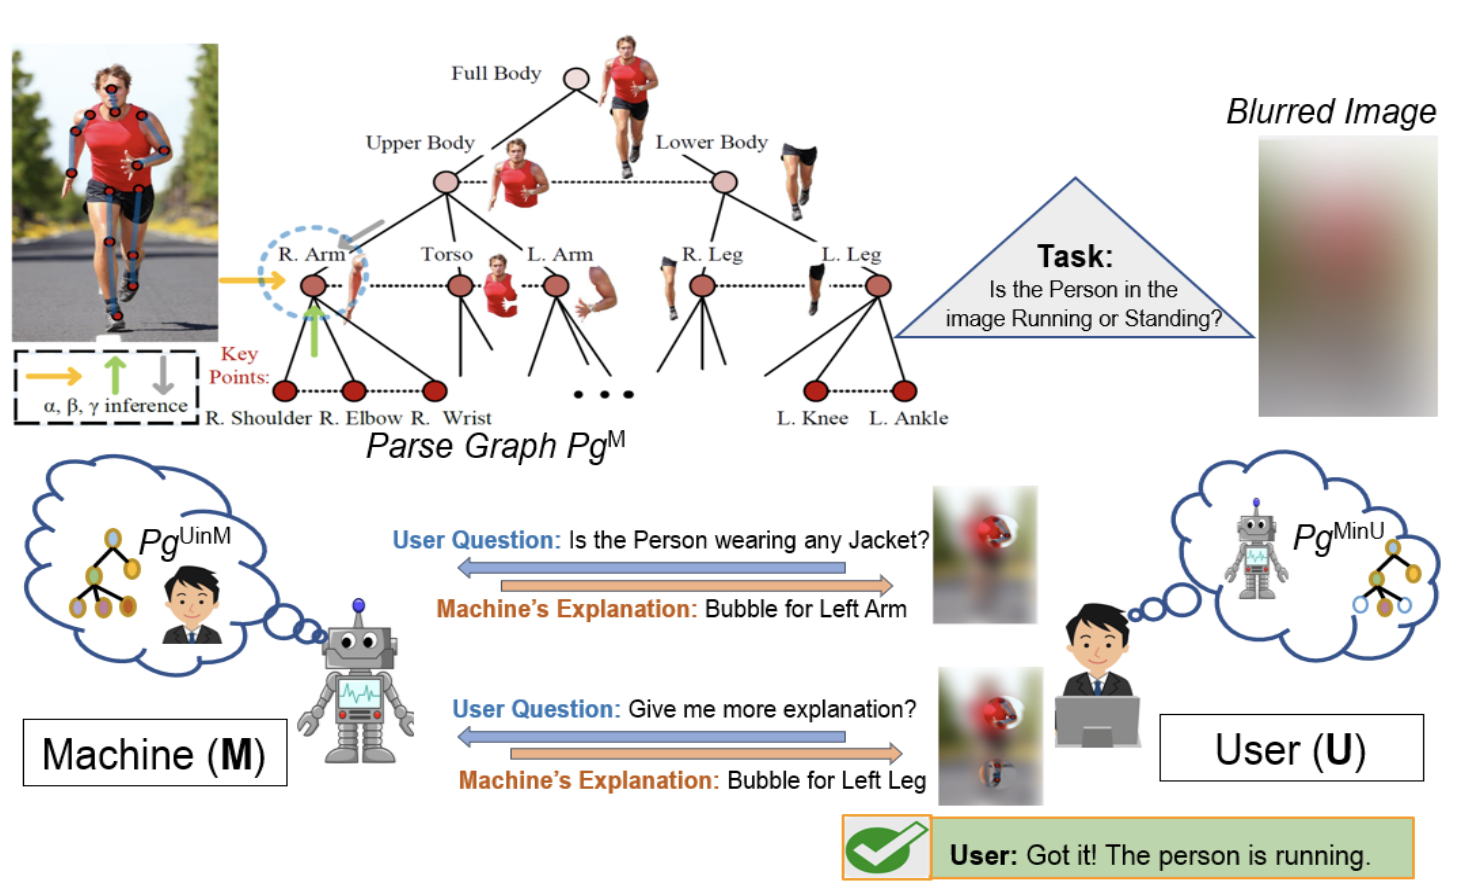 Full Body
Blurred Image
Upper Body
Lower Body
R. Arm
Torso
L. Arm
R. Leg
L. Leg
Task:
Is the Person in the
image Running or Standing?
α, β, γ inference
Key
Points:
R. Shoulder
R. Elbow
R. Wrist
L. Knee
L. Ankle
Parse Graph Pg^M
Pg^UinM
User Question: Is the Person wearing any Jacket?
Machine's Explanation: Bubble for Left Arm
Pg^MinU
User Question: Give me more explanation?
Machine's Explanation: Bubble for Left Leg
Machine (M)
User (U)
User: Got it! The person is running.